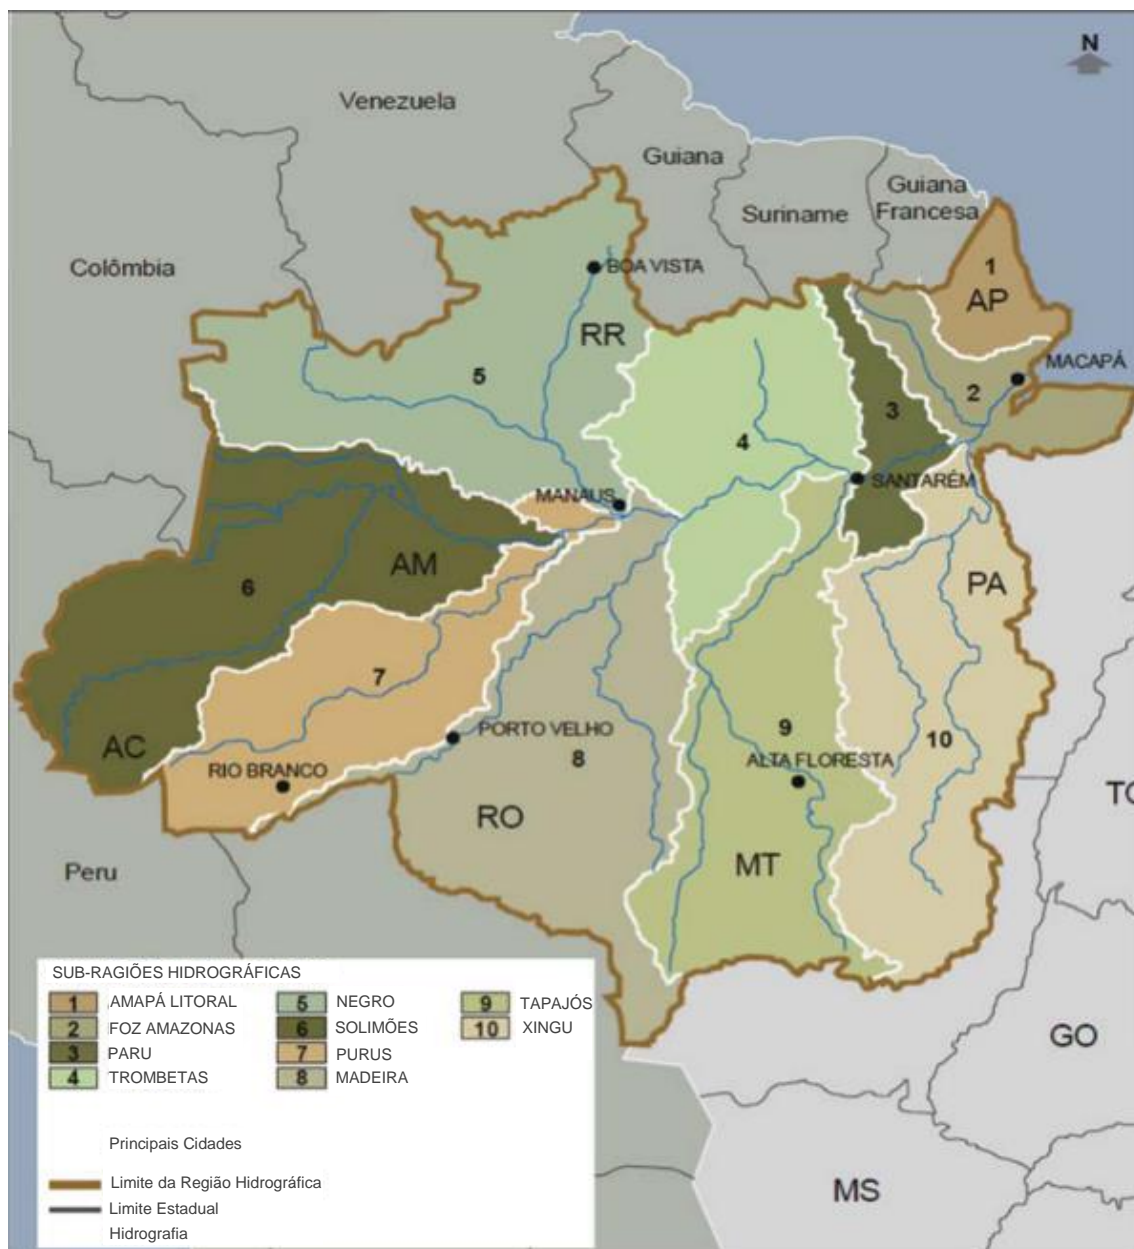 N
Venezuela
Guiana
Suriname
Guiana
Francesa
Colômbia
1
AP
BOA VISTA
RR
MACAPÁ
5
2
3
4
SANTARÉM
MANAUS
AM
6
PA
7
PORTO VELHO
9
10
AC
8
ALTA FLORESTA
RIO BRANCO
TO
RO
MT
Peru
GO
MS
SUB-RAGIÕES HIDROGRÁFICAS
1 AMAPÁ LITORAL
2 FOZ AMAZONAS
3 PARU
4 TROMBETAS
5 NEGRO
6 SOLIMÕES
7 PURUS
8 MADEIRA
9 TAPAJÓS
10 XINGU
Principais Cidades
Limite da Região Hidrográfica
Limite Estadual
Hidrografia